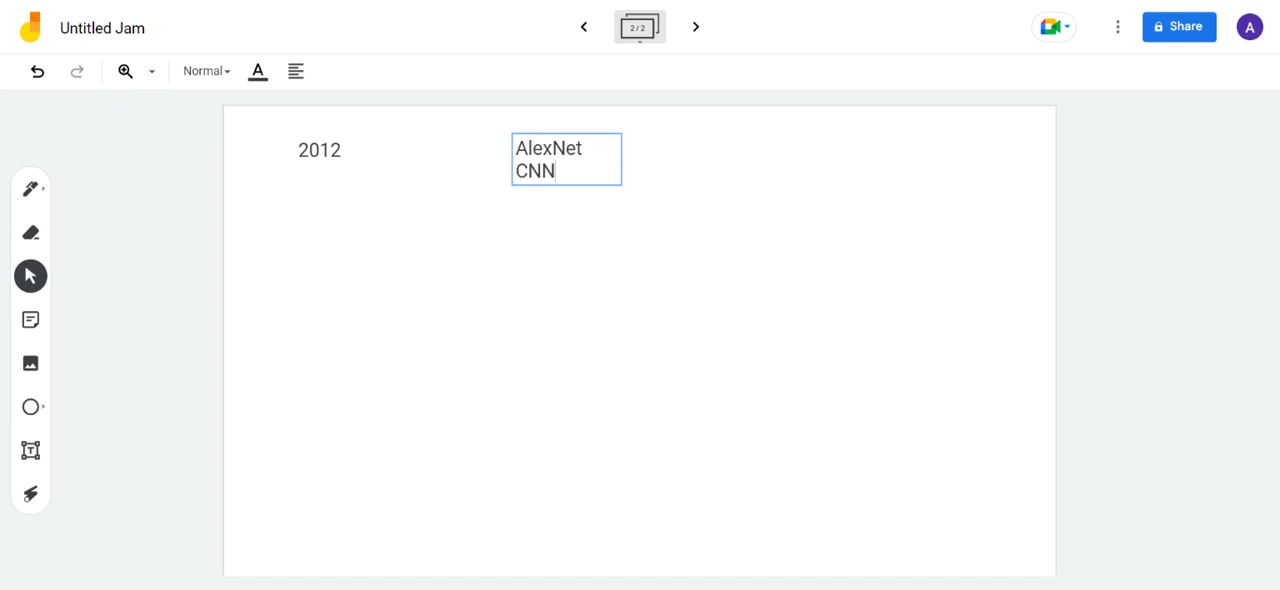 Untitled Jam
2 / 2
Share
A
Normal
A
2012
AlexNet
CNN
T